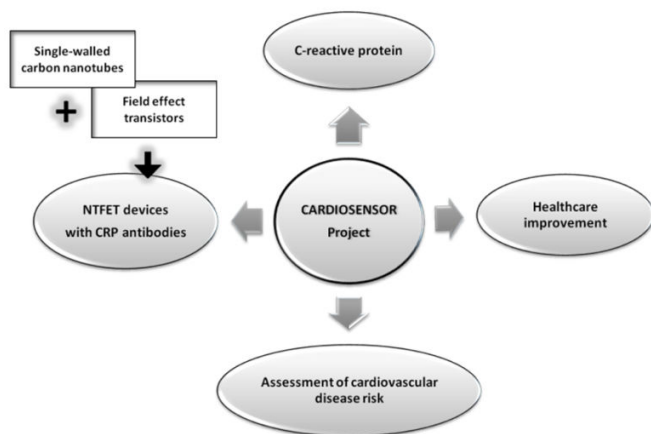 Single-walled
carbon nanotubes
+
Field effect
transistors
C-reactive protein
NTFET devices
with CRP antibodies
CARDIOSENSOR
Project
Healthcare
improvement
Assessment of cardiovascular
disease risk